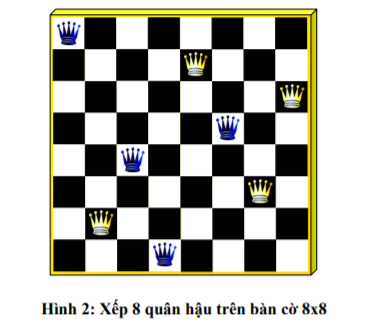 Hình 2: Xếp 8 quân hậu trên bàn cờ 8x8